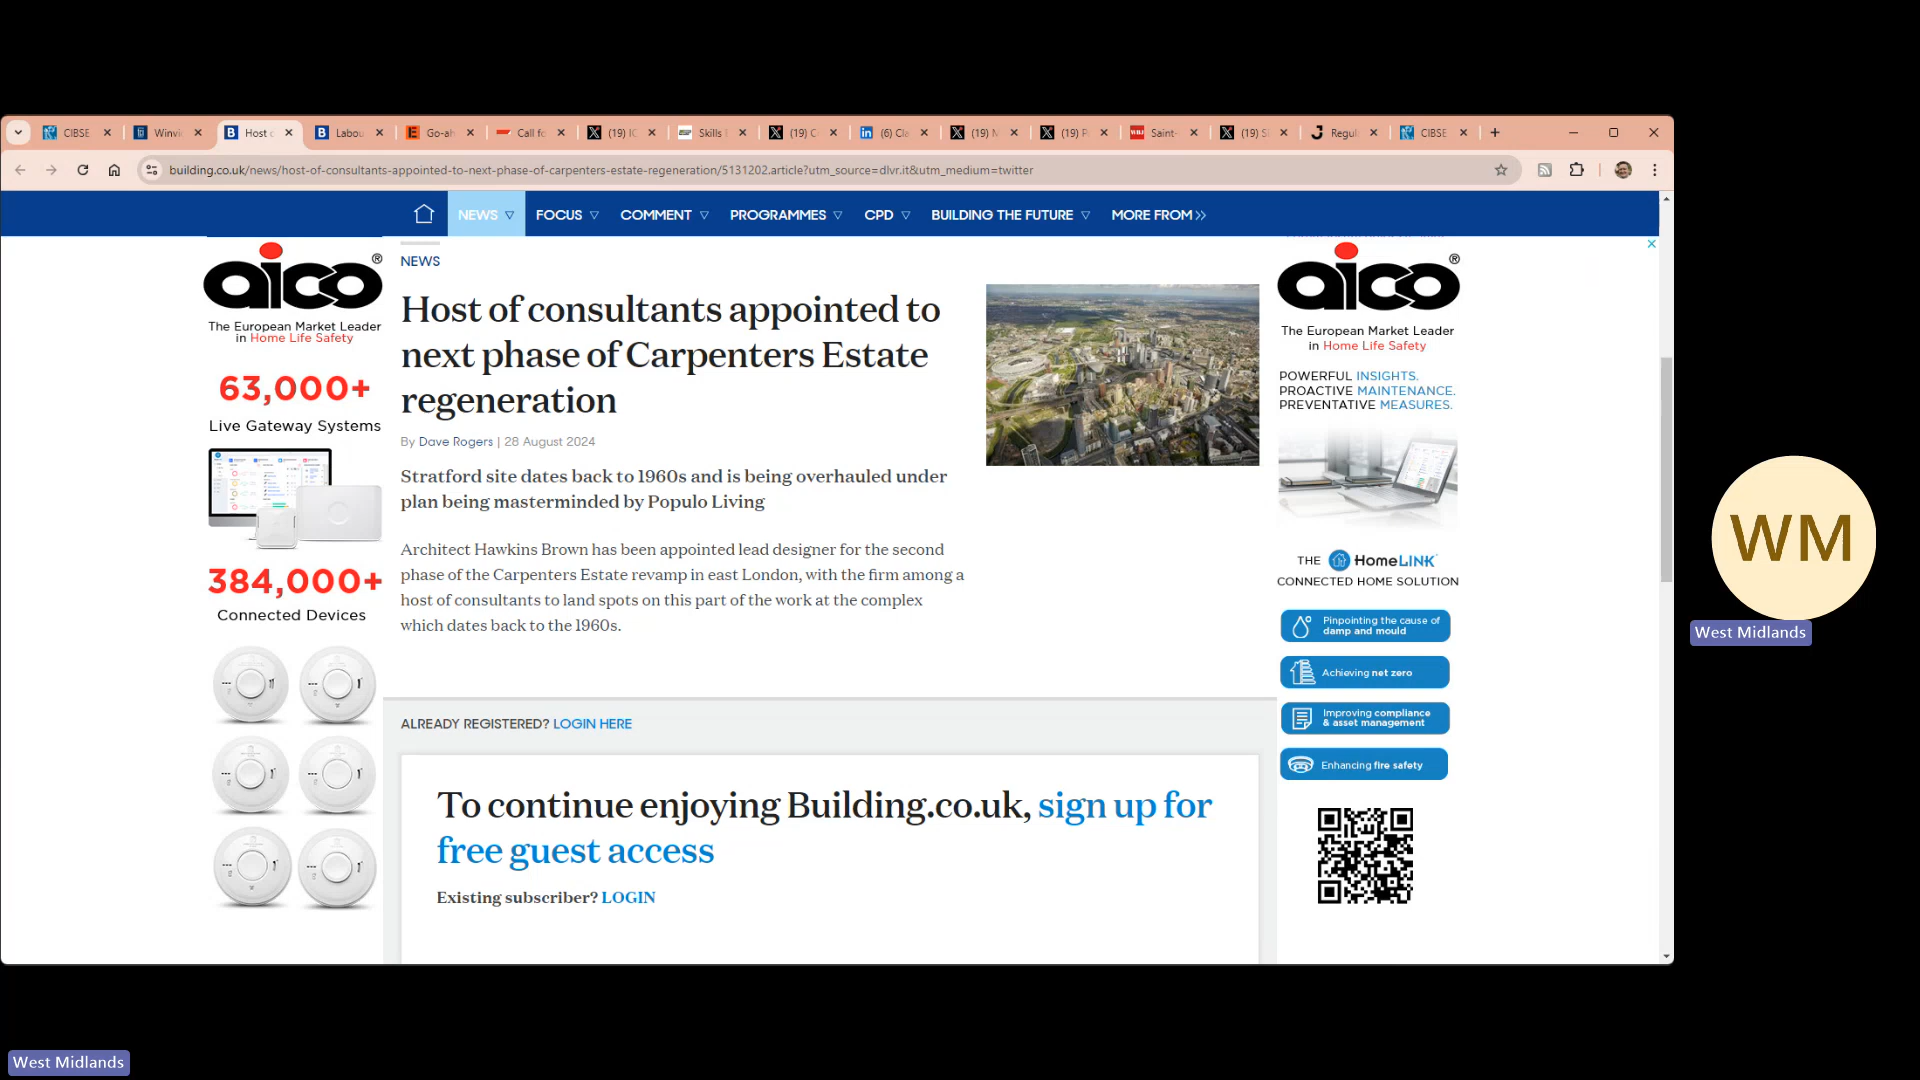 CIBSE
Winvi
Host c
Labou
Go-ah
Call fo
(19) IC
Skills I
(19) C
(6) Cla
(19) M
(19) P
Saint-
(19) S
Regul
CIBSE
building.co.uk/news/host-of-consultants-appointed-to-next-phase-of-carpenters-estate-regeneration/5131202.article?utm_source=dlvr.it&utm_medium=twitter
NEWS
FOCUS
COMMENT
PROGRAMMES
CPD
BUILDING THE FUTURE
MORE FROM
aico®
The European Market Leader
in Home Life Safety
63,000+
Live Gateway Systems
384,000+
Connected Devices
NEWS
Host of consultants appointed to
next phase of Carpenters Estate
regeneration
By Dave Rogers | 28 August 2024
Stratford site dates back to 1960s and is being overhauled under
plan being masterminded by Populo Living
Architect Hawkins Brown has been appointed lead designer for the second
phase of the Carpenters Estate revamp in east London, with the firm among a
host of consultants to land spots on this part of the work at the complex
which dates back to the 1960s.
ALREADY REGISTERED? LOGIN HERE
To continue enjoying Building.co.uk, sign up for
free guest access
Existing subscriber? LOGIN
aico®
The European Market Leader
in Home Life Safety
POWERFUL INSIGHTS.
PROACTIVE MAINTENANCE.
PREVENTATIVE MEASURES.
THE HomeLINK
CONNECTED HOME SOLUTION
Pinpointing the cause of
damp and mould
Achieving net zero
Improving compliance
& asset management
Enhancing fire safety
WM
West Midlands
West Midlands